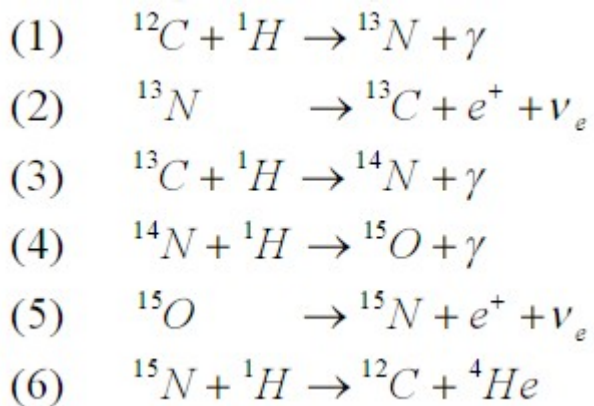 (1) ¹²C + ¹H → ¹³N + γ
(2) ¹³N → ¹³C + e⁺ + νₑ
(3) ¹³C + ¹H → ¹⁴N + γ
(4) ¹⁴N + ¹H → ¹⁵O + γ
(5) ¹⁵O → ¹⁵N + e⁺ + νₑ
(6) ¹⁵N + ¹H → ¹²C + ⁴He